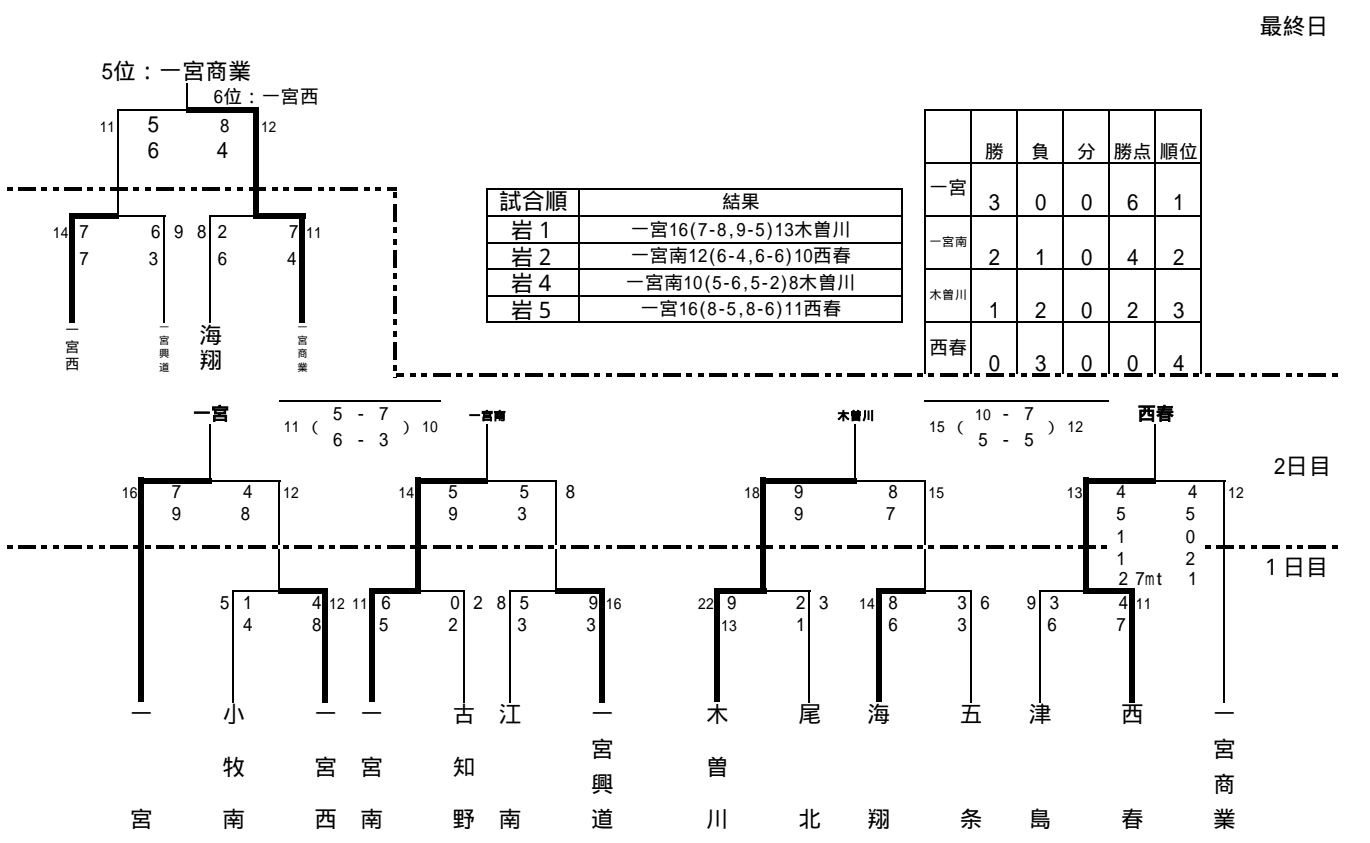 最終日
5位：一宮商業
6位：一宮西
11 5 8 12
6 4
14 7 6 9 8 2 7 11
7 3 6 4
一宮西 一宮興道 海翔 一宮商業
試合順 結果
岩1 一宮16(7-8,9-5)13木曽川
岩2 一宮南12(6-4,6-6)10西春
岩4 一宮南10(5-6,5-2)8木曽川
岩5 一宮16(8-5,8-6)11西春
勝 負 分 勝点 順位
一宮 3 0 0 6 1
一宮南 2 1 0 4 2
木曽川 1 2 0 2 3
西春 0 3 0 0 4
一宮 11 ( 5 - 7 ) 10 一宮南 木曽川 15 ( 10 - 7 ) 12 西春
6 - 3 5 - 5
2日目
16 7 4 12 14 5 5 8 18 9 8 15 13 4 4 12
9 8 9 3 9 7 5 5
1 0
1 2
2 7mt 1
1日目
5 1 4 12 11 6 0 2 8 5 9 16 22 9 2 3 14 8 3 6 9 3 4 11
4 8 5 2 3 3 13 1 6 3 6 7
一宮 小牧南 一宮西 一宮南 古知野 江南 一宮興道 木曽川 尾北 海翔 五条 津島 西春 一宮商業